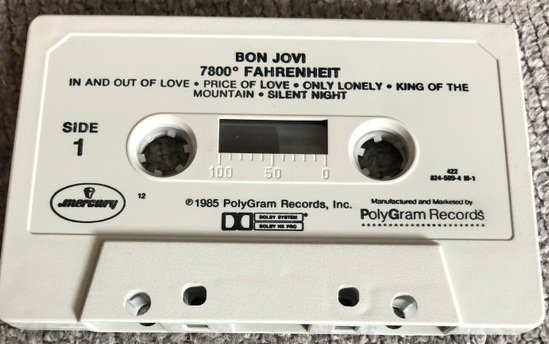 BON JOVI
7800° FAHRENHEIT
IN AND OUT OF LOVE • PRICE OF LOVE • ONLY LONELY • KING OF THE
MOUNTAIN • SILENT NIGHT
SIDE
1
100 50 0
422
824-509-4 M-1
mercury
12
℗1985 PolyGram Records, Inc.
DOLBY SYSTEM
DOLBY HX PRO
Manufactured and Marketed by
PolyGram Records